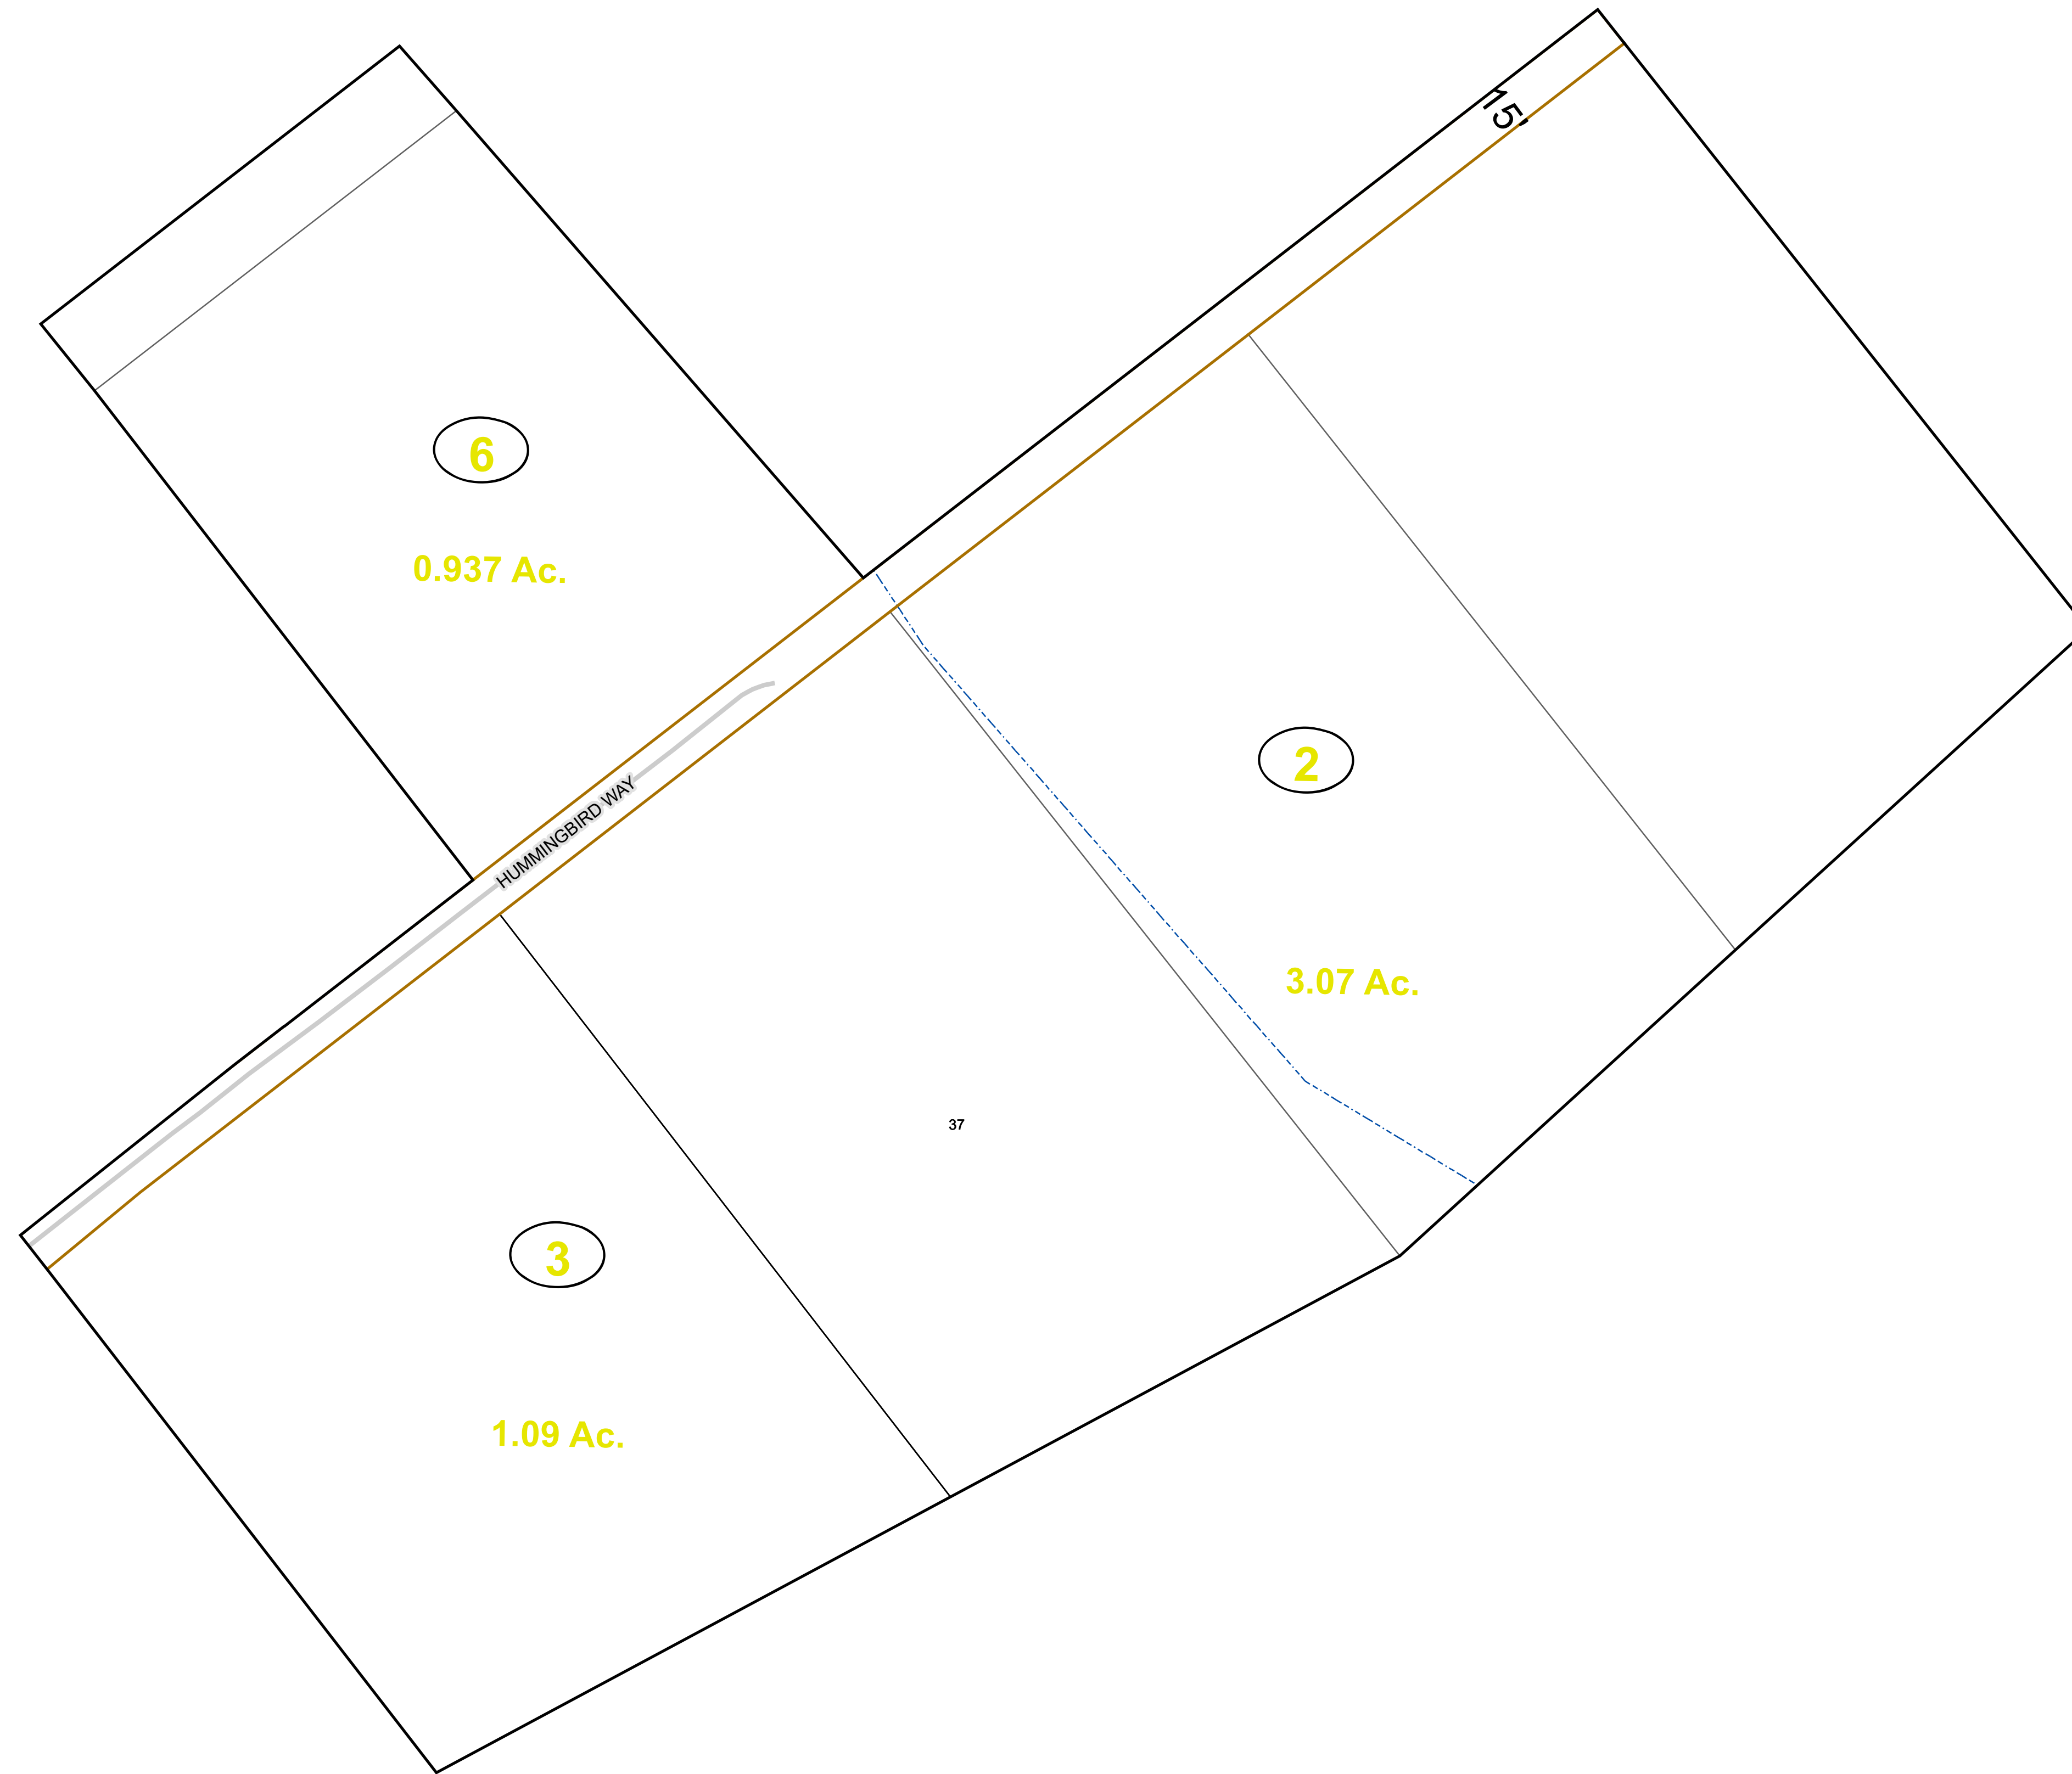 15'
6
0.937 Ac.
2
HUMMINGBIRD WAY
3.07 Ac.
37
3
1.09 Ac.